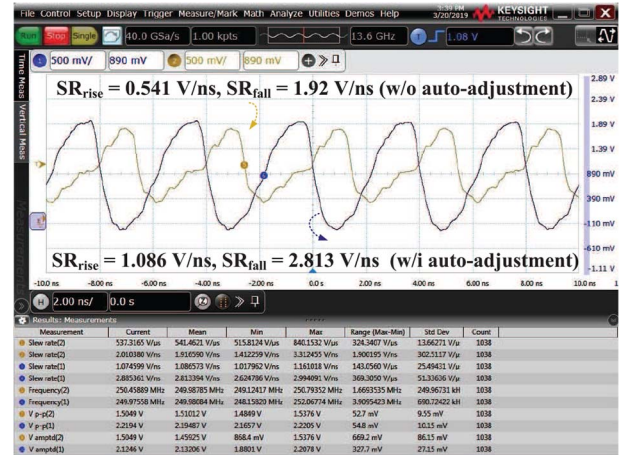 File Control Setup Display Trigger Measure/Mark Math Analyze Utilities Demos Help 3:39 PM 3/20/2019 KEYSIGHT TECHNOLOGIES
Run Stop Single 40.0 GSa/s 1.00 kpts 13.6 GHz T 1.08 V
1 500 mV/ 890 mV 2 500 mV/ 890 mV
Time Meas
Vertical Meas
Measurements
SRrise = 0.541 V/ns, SRfall = 1.92 V/ns (w/o auto-adjustment)
2.89 V
2.39 V
1.89 V
1.39 V
890 mV
390 mV
-110 mV
-610 mV
-1.11 V
SRrise = 1.086 V/ns, SRfall = 2.813 V/ns (w/i auto-adjustment)
-10.0 ns -8.00 ns -6.00 ns -4.00 ns -2.00 ns 0.0 s 2.00 ns 4.00 ns 6.00 ns 8.00 ns 10.0 ns
H 2.00 ns/ 0.0 s
Results: Measurements
Measurement Current Mean Min Max Range (Max-Min) Std Dev Count
Slew rate(2) 537.3165 V/µs 541.4621 V/µs 515.8124 V/µs 840.1532 V/µs 324.3407 V/µs 13.66271 V/µ 1038
Slew rate(2) 2.010380 V/ns 1.916590 V/ns 1.412259 V/ns 3.312455 V/ns 1.900195 V/ns 302.5117 V/µ 1038
Slew rate(1) 1.074599 V/ns 1.086573 V/ns 1.017962 V/ns 1.161018 V/ns 143.0560 V/µs 25.49431 V/µ 1038
Slew rate(1) 2.885361 V/ns 2.813394 V/ns 2.624786 V/ns 2.994091 V/ns 369.3050 V/µs 51.33636 V/µ 1038
Frequency(2) 250.45889 MHz 249.98785 MHz 249.12417 MHz 250.79352 MHz 1.6693535 MHz 249.96731 kH 1038
Frequency(1) 249.97558 MHz 249.98084 MHz 248.15820 MHz 252.06774 MHz 3.9095423 MHz 690.72422 kH 1038
V p-p(2) 1.5049 V 1.51012 V 1.4849 V 1.5376 V 52.7 mV 9.55 mV 1038
V p-p(1) 2.2194 V 2.19487 V 2.1657 V 2.2205 V 54.8 mV 10.15 mV 1038
V amptd(2) 1.5049 V 1.45925 V 868.4 mV 1.5376 V 669.2 mV 86.15 mV 1038
V amptd(1) 2.1246 V 2.13206 V 1.8801 V 2.2078 V 327.7 mV 27.15 mV 1038